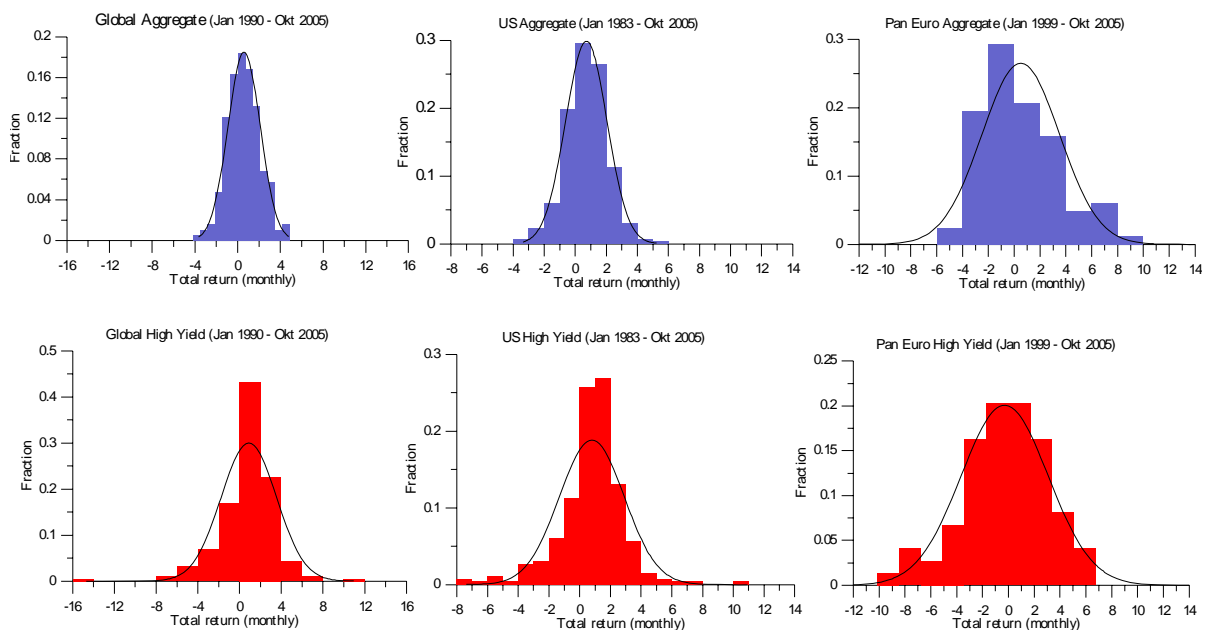 Global Aggregate (Jan 1990 - Okt 2005)
0.2
0.16
0.12
0.08
0.04
0
Fraction
-16 -12 -8 -4 0 4 8 12 16
Total return (monthly)
US Aggregate (Jan 1983 - Okt 2005)
0.3
0.2
0.1
0
Fraction
-8 -6 -4 -2 0 2 4 6 8 10 12 14
Total return (monthly)
Pan Euro Aggregate (Jan 1999 - Okt 2005)
0.3
0.2
0.1
0
Fraction
-12 -10 -8 -6 -4 -2 0 2 4 6 8 10 12 14
Total return (monthly)
Global High Yield (Jan 1990 - Okt 2005)
0.5
0.4
0.3
0.2
0.1
0
Fraction
-16 -12 -8 -4 0 4 8 12 16
Total return (monthly)
US High Yield (Jan 1983 - Okt 2005)
0.3
0.2
0.1
0
Fraction
-8 -6 -4 -2 0 2 4 6 8 10 12 14
Total return (monthly)
Pan Euro High Yield (Jan 1999 - Okt 2005)
0.25
0.2
0.15
0.1
0.05
0
Fraction
-12 -10 -8 -6 -4 -2 0 2 4 6 8 10 12 14
Total return (monthly)